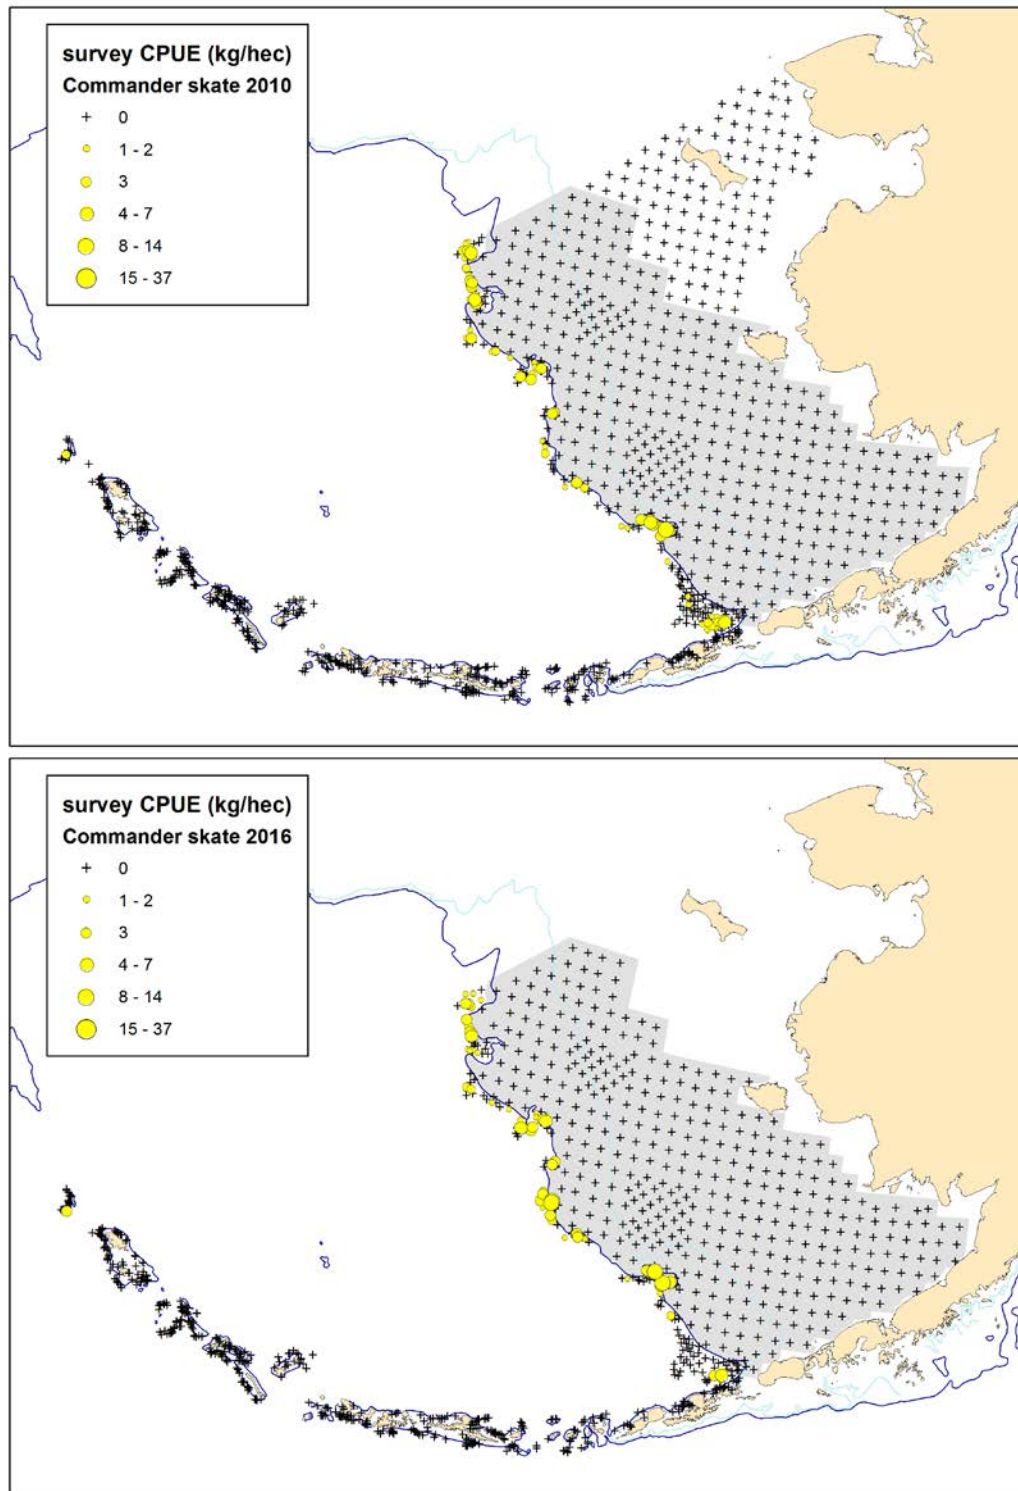 survey CPUE (kg/hec)
Commander skate 2010
0
1 - 2
3
4 - 7
8 - 14
15 - 37
survey CPUE (kg/hec)
Commander skate 2016
0
1 - 2
3
4 - 7
8 - 14
15 - 37